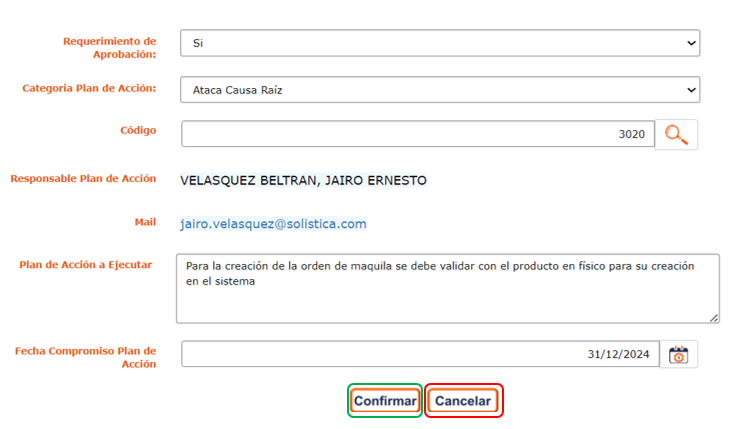 Requerimiento de
Aprobación:
Si
Categoria Plan de Acción:
Ataca Causa Raíz
Código
3020
Responsable Plan de Acción
VELASQUEZ BELTRAN, JAIRO ERNESTO
Mail
jairo.velasquez@solistica.com
Plan de Acción a Ejecutar
Para la creación de la orden de maquila se debe validar con el producto en físico para su creación
en el sistema
Fecha Compromiso Plan de
Acción
31/12/2024
Confirmar
Cancelar